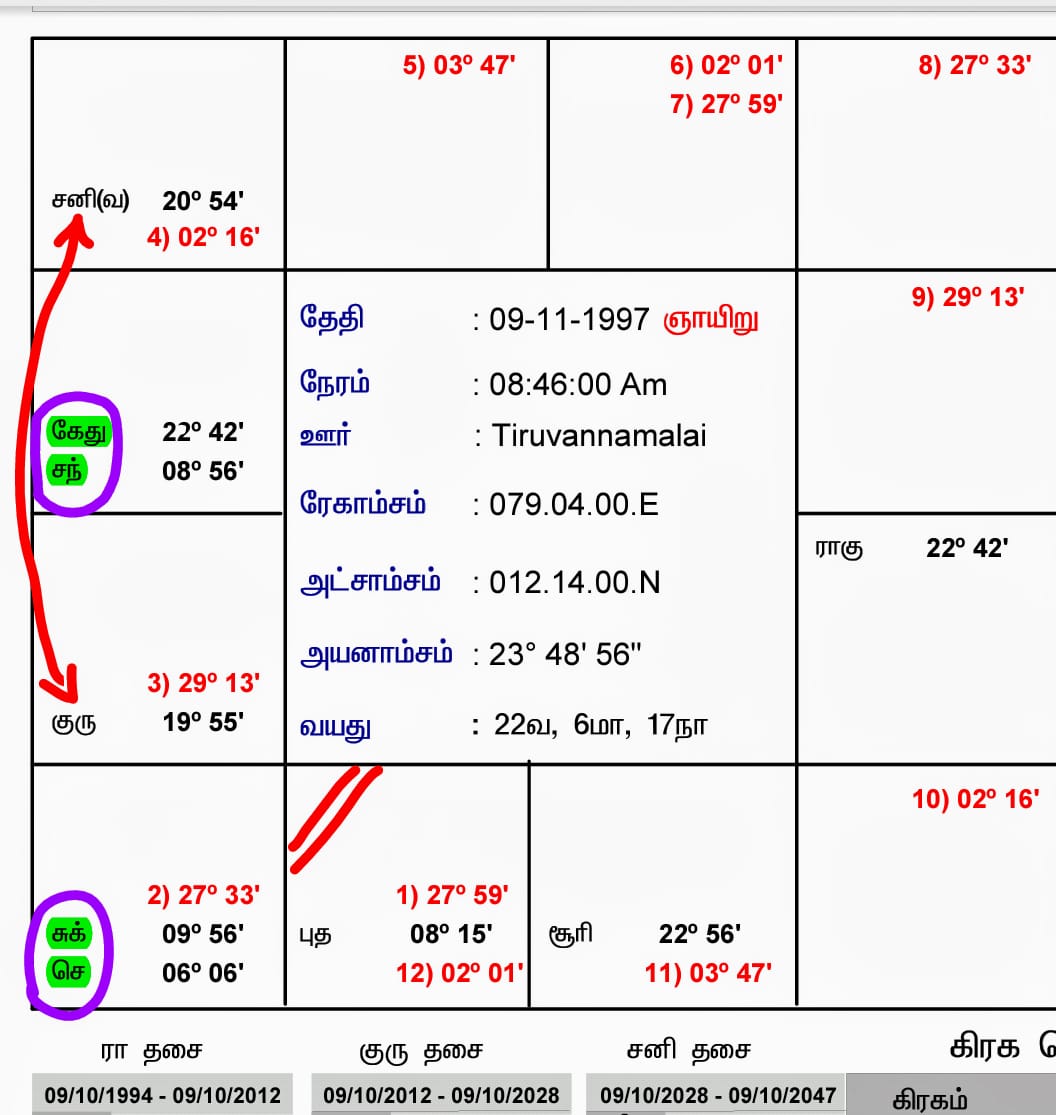 5) 03º 47'
6) 02º 01'
7) 27º 59'
8) 27º 33'
சனி(வ) 20º 54'
4) 02º 16'
தேதி : 09-11-1997 ஞாயிறு
நேரம் : 08:46:00 Am
ஊர் : Tiruvannamalai
ரேகாம்சம் : 079.04.00.E
அட்சாம்சம் : 012.14.00.N
அயனாம்சம் : 23° 48' 56"
வயது : 22வ, 6மா, 17நா
9) 29º 13'
கேது 22º 42'
சந் 08º 56'
ராகு 22º 42'
3) 29º 13'
குரு 19º 55'
10) 02º 16'
2) 27º 33'
சுக் 09º 56'
செ 06º 06'
1) 27º 59'
புத 08º 15'
12) 02º 01'
சூரி 22º 56'
11) 03º 47'
ரா தசை குரு தசை சனி தசை கிரக
09/10/1994 - 09/10/2012 09/10/2012 - 09/10/2028 09/10/2028 - 09/10/2047 கிரகம்